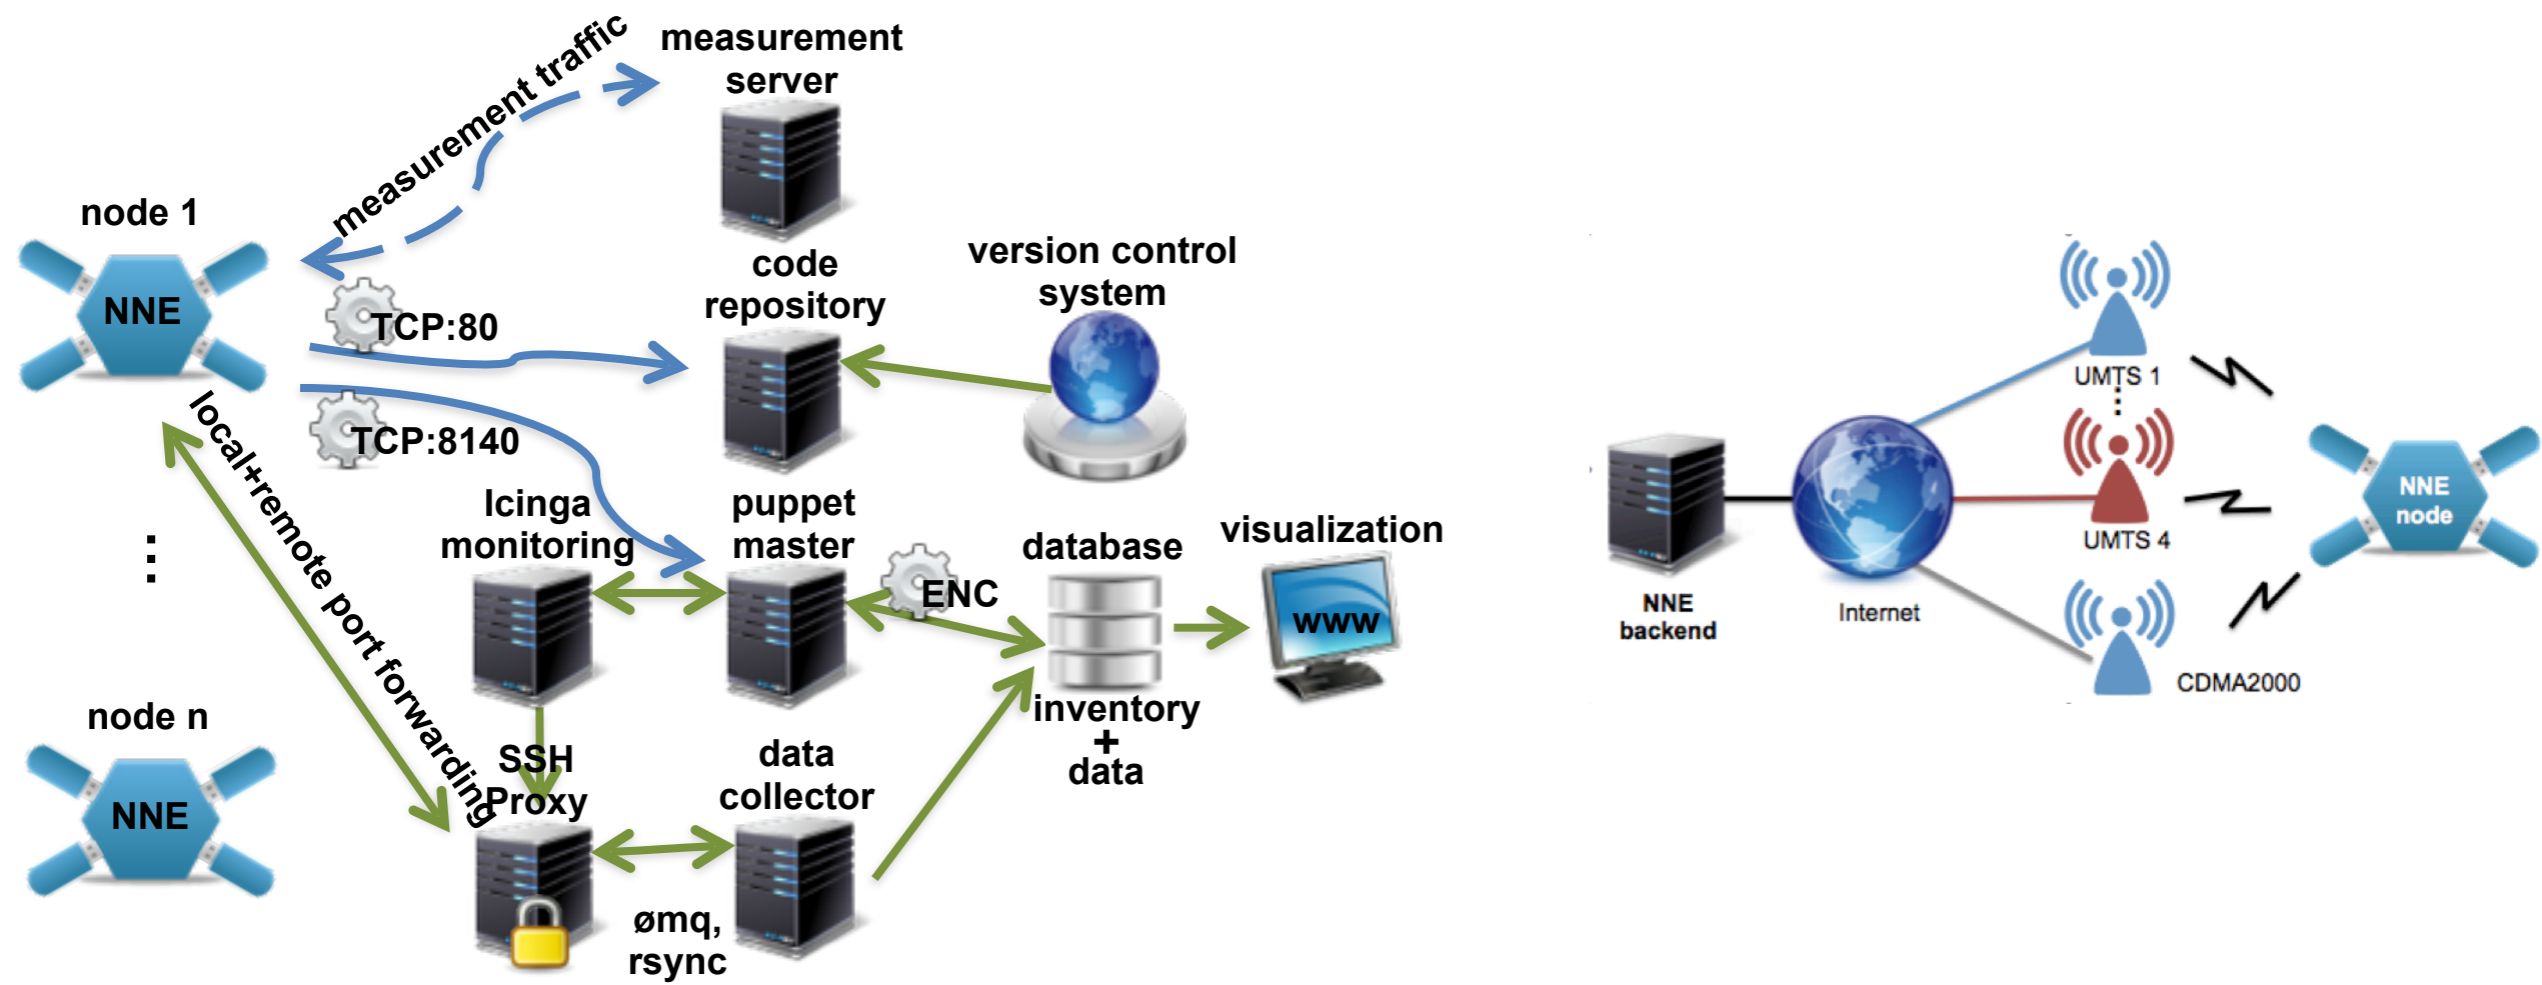 measurement
server
measurement traffic
node 1
NNE
code
repository
version control
system
TCP:80
TCP:8140
local+remote port forwarding
⋮
Icinga
monitoring
puppet
master
ENC
database
visualization
www
inventory
+
data
node n
NNE
SSH
Proxy
data
collector
ømq,
rsync
UMTS 1
⋮
UMTS 4
NNE
node
NNE
backend
Internet
CDMA2000